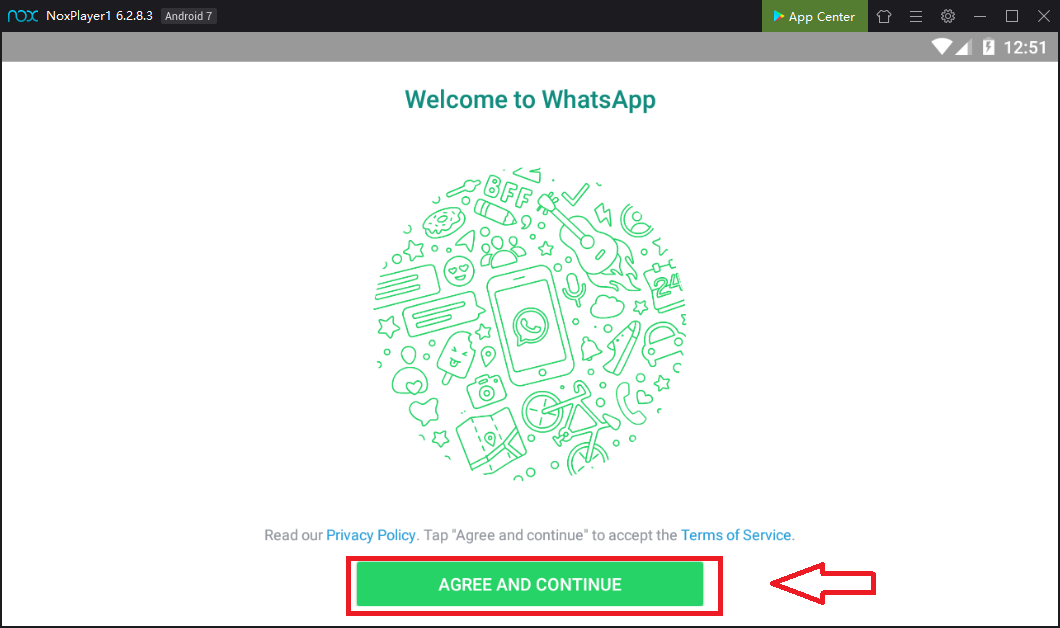 nox NoxPlayer1 6.2.8.3 Android 7 App Center
12:51
Welcome to WhatsApp
BFF
24
Read our Privacy Policy. Tap "Agree and continue" to accept the Terms of Service.
AGREE AND CONTINUE